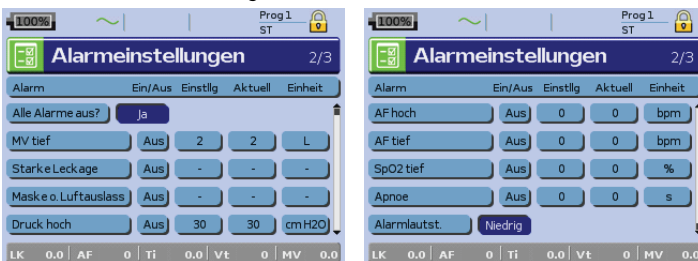 100% Prog 1
ST
Alarmeinstellungen 2/3
Alarm Ein/Aus Einstllg Aktuell Einheit
Alle Alarme aus? Ja
MV tief Aus 2 2 L
Starke Leckage Aus - - -
Maske o. Luftauslass Aus - - -
Druck hoch Aus 30 30 cmH2O
LK 0.0 AF 0 Ti 0.0 Vt 0 MV 0.0
100% Prog 1
ST
Alarmeinstellungen 2/3
Alarm Ein/Aus Einstllg Aktuell Einheit
AF hoch Aus 0 0 bpm
AF tief Aus 0 0 bpm
SpO2 tief Aus 0 0 %
Apnoe Aus 0 0 s
Alarmlautst. Niedrig
LK 0.0 AF 0 Ti 0.0 Vt 0 MV 0.0